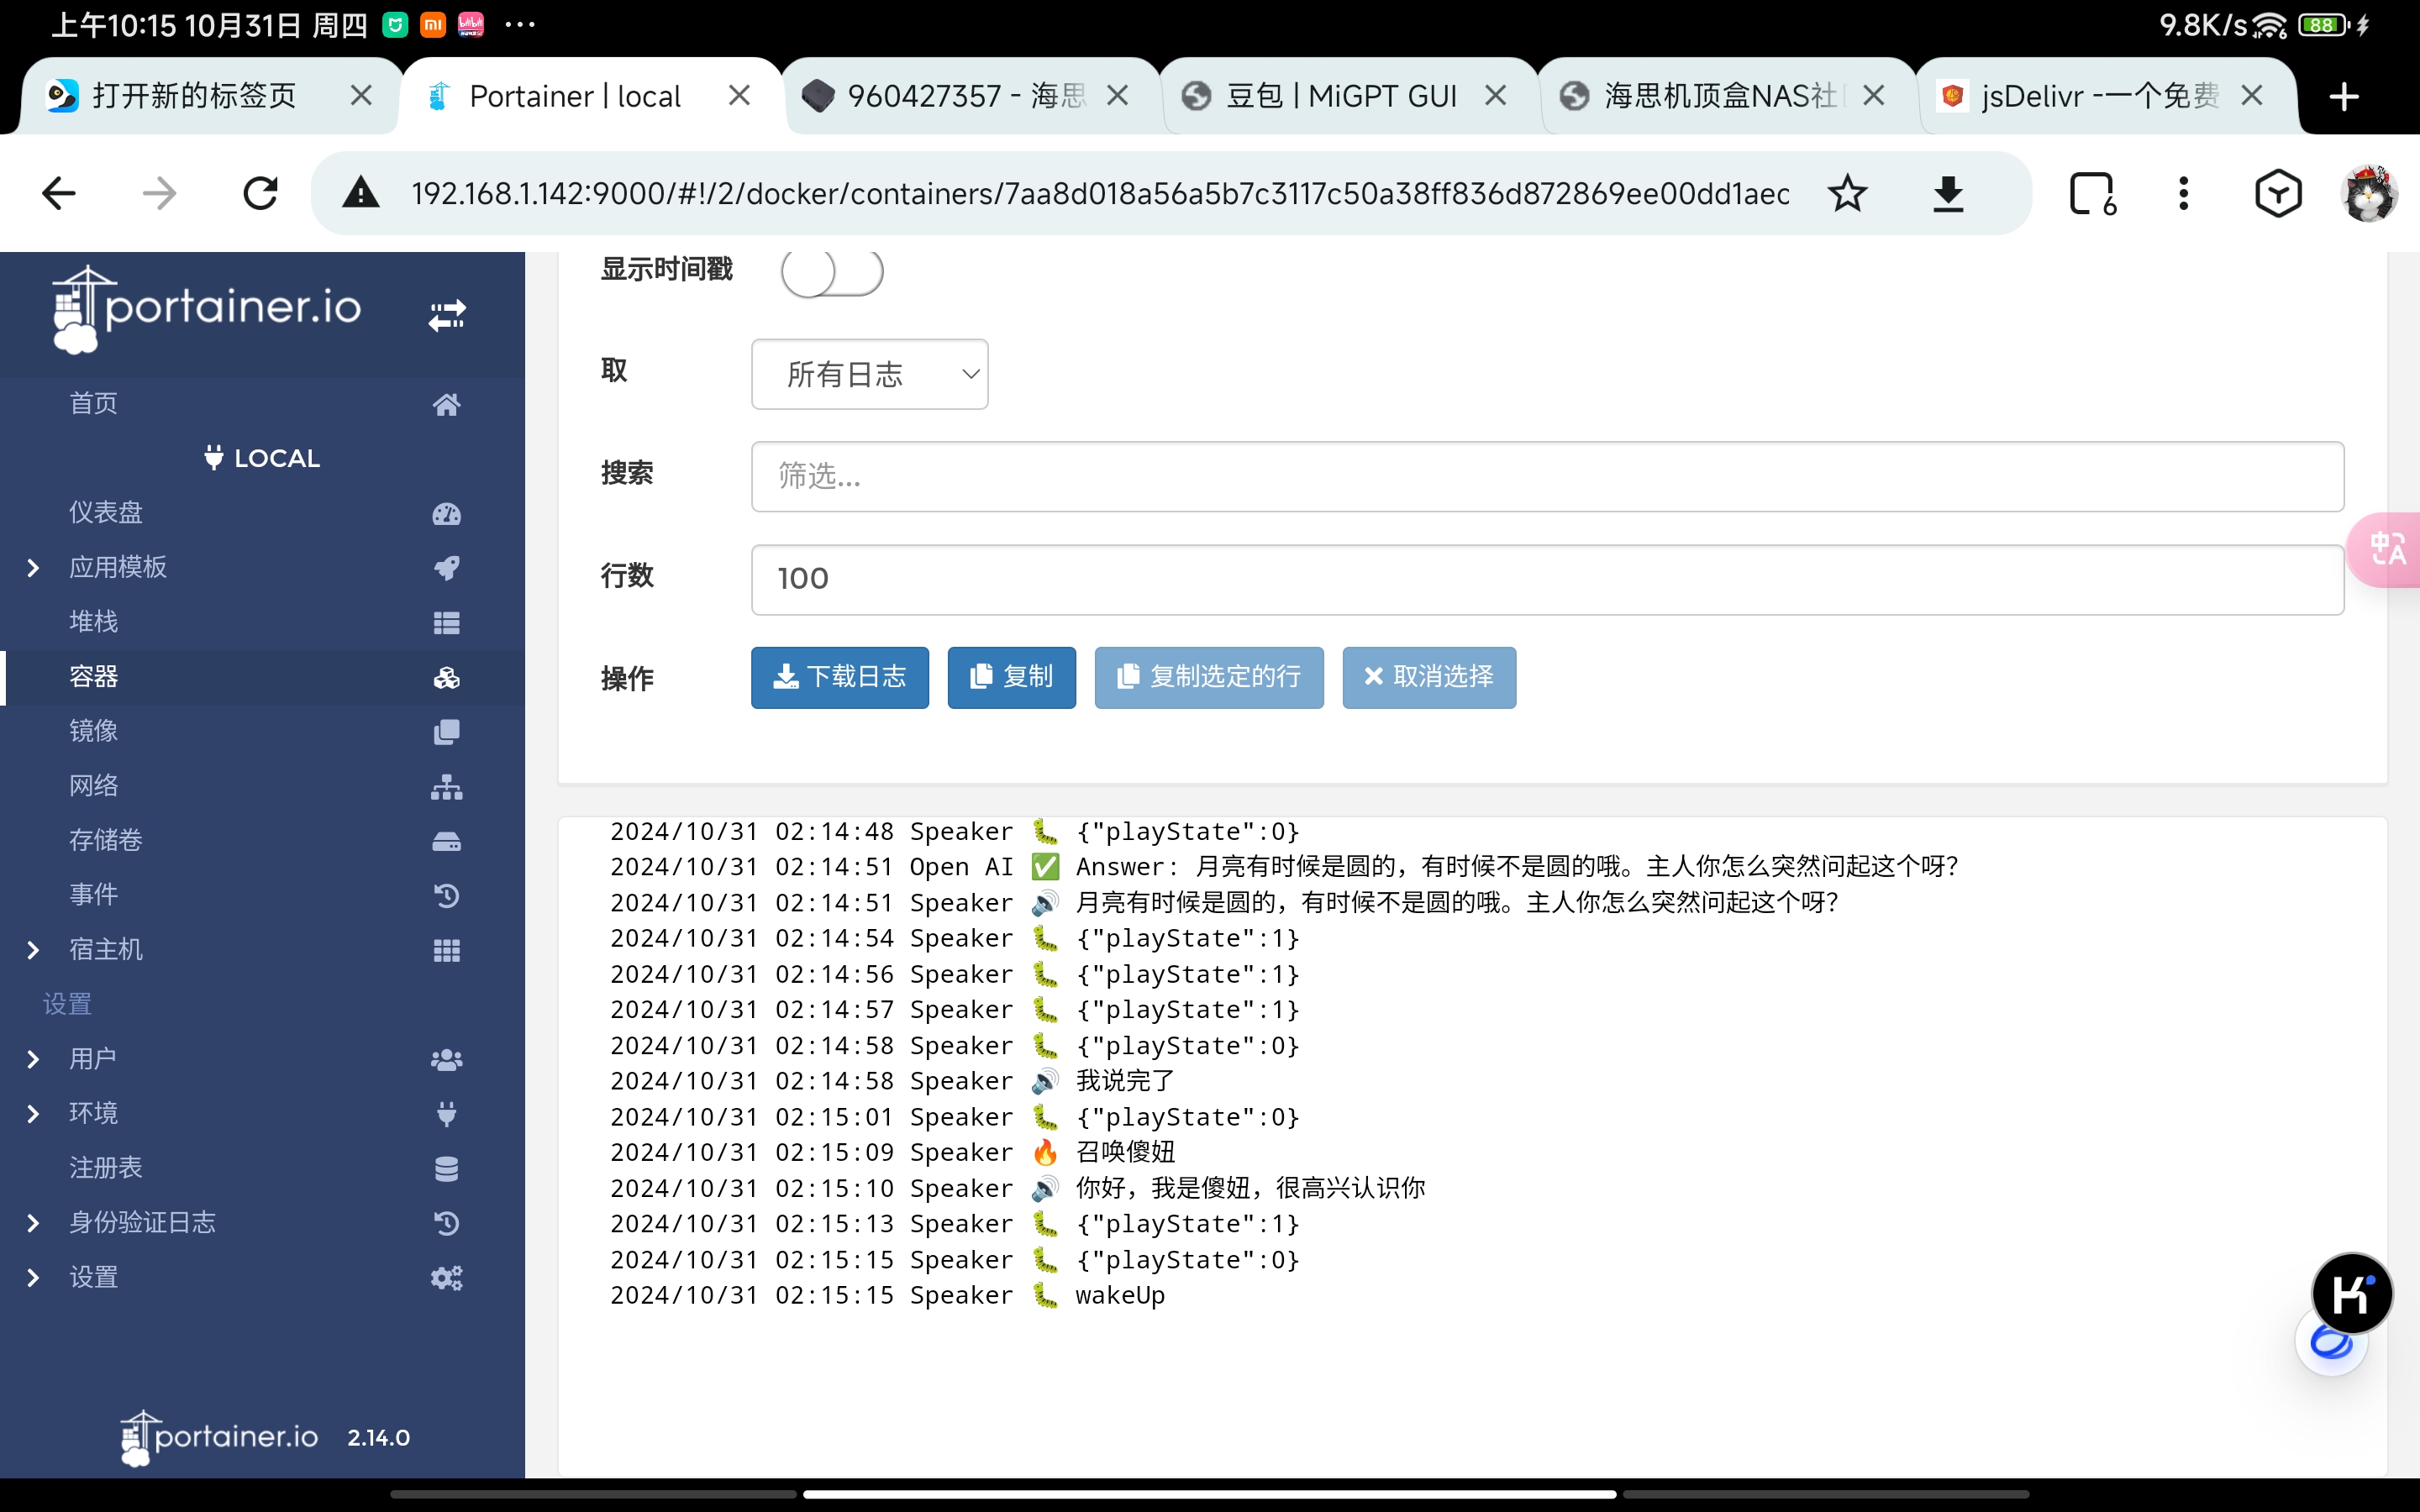 上午10:15 10月31日 周四 ··· 9.8K/s 88
打开新的标签页
Portainer | local
960427357 - 海思
豆包 | MiGPT GUI
海思机顶盒NAS社
jsDelivr -一个免费
192.168.1.142:9000/#!/2/docker/containers/7aa8d018a56a5b7c3117c50a38ff836d872869ee00dd1aec
6
portainer.io
首页
LOCAL
仪表盘
应用模板
堆栈
容器
镜像
网络
存储卷
事件
宿主机
设置
用户
环境
注册表
身份验证日志
设置
portainer.io 2.14.0
显示时间戳
取 所有日志
搜索 筛选...
行数 100
操作 下载日志 复制 复制选定的行 取消选择
中A
2024/10/31 02:14:48 Speaker 🐛 {"playState":0}
2024/10/31 02:14:51 Open AI ✅ Answer: 月亮有时候是圆的，有时候不是圆的哦。主人你怎么突然问起这个呀？
2024/10/31 02:14:51 Speaker 🔊 月亮有时候是圆的，有时候不是圆的哦。主人你怎么突然问起这个呀？
2024/10/31 02:14:54 Speaker 🐛 {"playState":1}
2024/10/31 02:14:56 Speaker 🐛 {"playState":1}
2024/10/31 02:14:57 Speaker 🐛 {"playState":1}
2024/10/31 02:14:58 Speaker 🐛 {"playState":0}
2024/10/31 02:14:58 Speaker 🔊 我说完了
2024/10/31 02:15:01 Speaker 🐛 {"playState":0}
2024/10/31 02:15:09 Speaker 🔥 召唤傻妞
2024/10/31 02:15:10 Speaker 🔊 你好，我是傻妞，很高兴认识你
2024/10/31 02:15:13 Speaker 🐛 {"playState":1}
2024/10/31 02:15:15 Speaker 🐛 {"playState":0}
2024/10/31 02:15:15 Speaker 🐛 wakeUp
K